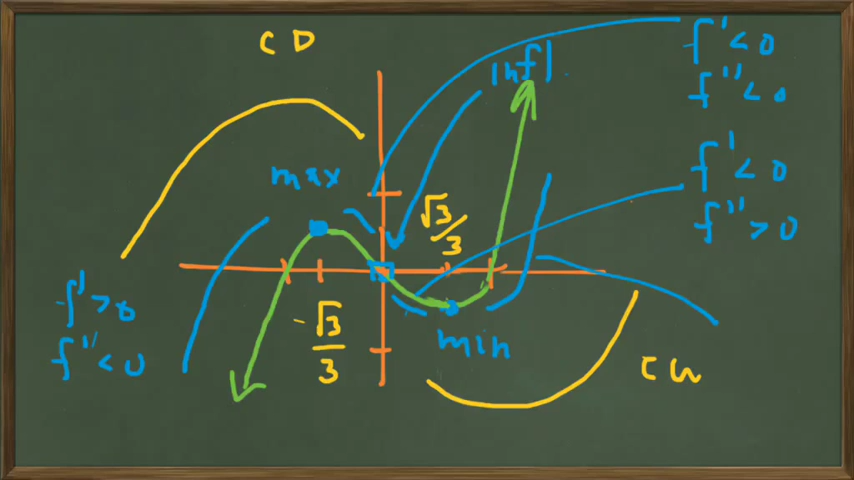 CD
f' < 0
f'' < 0
Infl
max
f' < 0
f'' > 0
√3/3
f' > 0
f'' < 0
-√3/3
min
CU